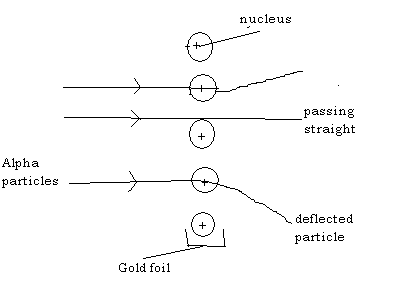 nucleus
passing
straight
Alpha
particles
deflected
particle
Gold foil